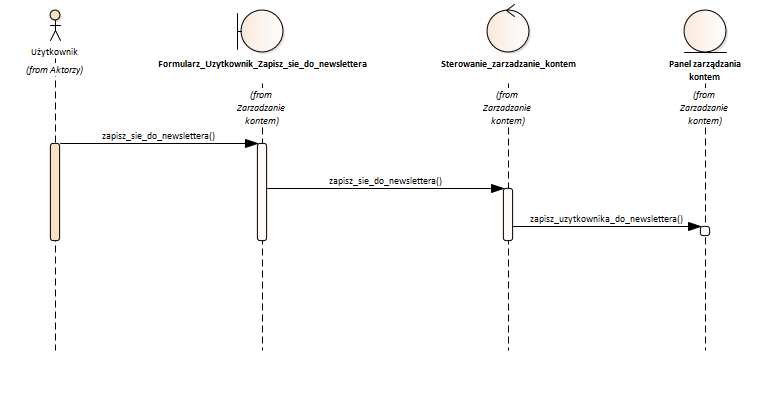 Użytkownik
(from Aktorzy)
Formularz_Uzytkownik_Zapisz_sie_do_newslettera
(from
Zarzadzanie
kontem)
Sterowanie_zarzadzanie_kontem
(from
Zarzadzanie
kontem)
Panel zarządzania
kontem
(from
Zarzadzanie
kontem)
zapisz_sie_do_newslettera()
zapisz_sie_do_newslettera()
zapisz_uzytkownika_do_newslettera()